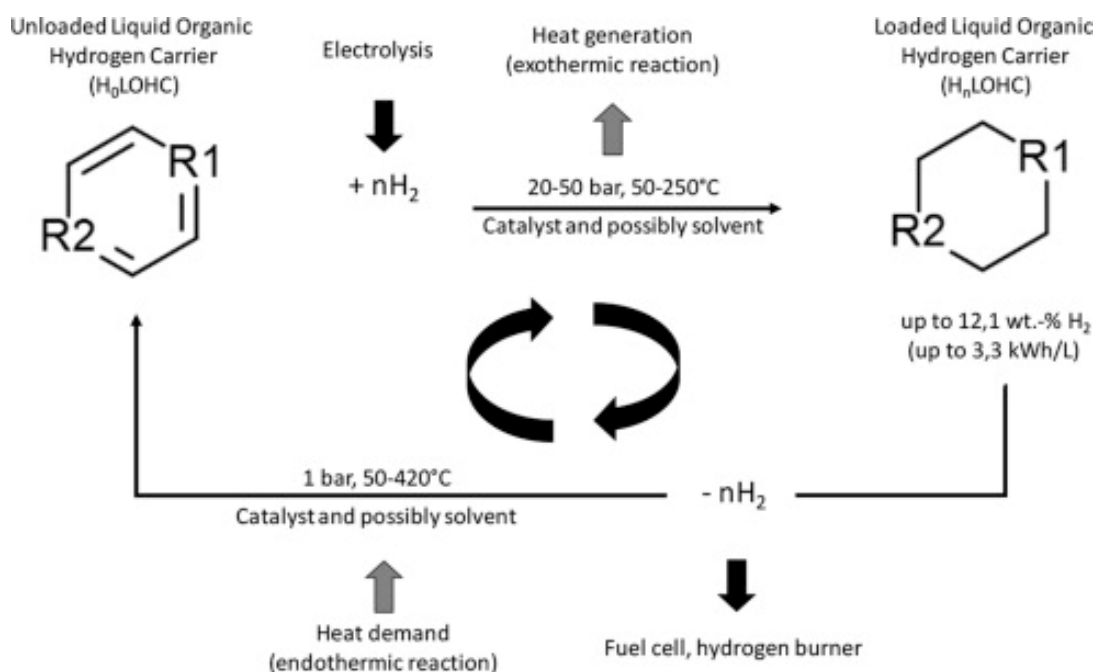 Unloaded Liquid Organic
Hydrogen Carrier
(H₀LOHC)
Electrolysis
Heat generation
(exothermic reaction)
Loaded Liquid Organic
Hydrogen Carrier
(HₙLOHC)
R1
R2
+ nH₂
20-50 bar, 50-250°C
Catalyst and possibly solvent
R1
R2
up to 12,1 wt.-% H₂
(up to 3,3 kWh/L)
1 bar, 50-420°C
Catalyst and possibly solvent
- nH₂
Heat demand
(endothermic reaction)
Fuel cell, hydrogen burner